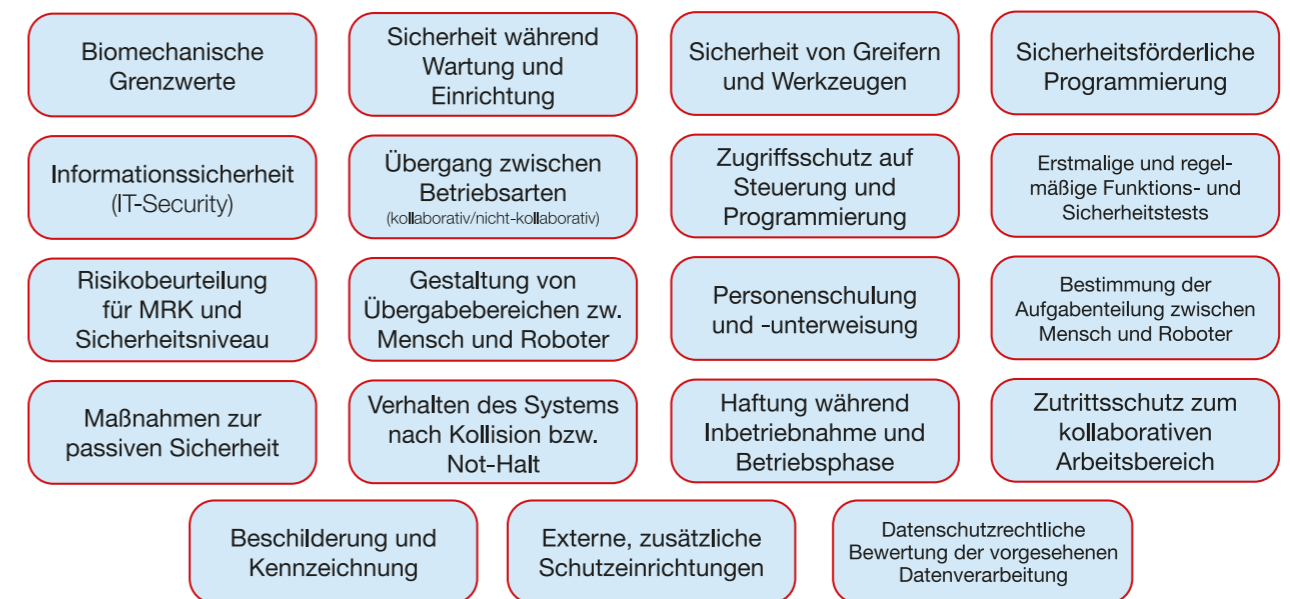 Biomechanische
Grenzwerte
Sicherheit während
Wartung und
Einrichtung
Sicherheit von Greifern
und Werkzeugen
Sicherheitsförderliche
Programmierung
Informationssicherheit
(IT-Security)
Übergang zwischen
Betriebsarten
(kollaborativ/nicht-kollaborativ)
Zugriffsschutz auf
Steuerung und
Programmierung
Erstmalige und regel-
mäßige Funktions- und
Sicherheitstests
Risikobeurteilung
für MRK und
Sicherheitsniveau
Gestaltung von
Übergabebereichen zw.
Mensch und Roboter
Personenschulung
und -unterweisung
Bestimmung der
Aufgabenteilung zwischen
Mensch und Roboter
Maßnahmen zur
passiven Sicherheit
Verhalten des Systems
nach Kollision bzw.
Not-Halt
Haftung während
Inbetriebnahme und
Betriebsphase
Zutrittsschutz zum
kollaborativen
Arbeitsbereich
Beschilderung und
Kennzeichnung
Externe, zusätzliche
Schutzeinrichtungen
Datenschutzrechtliche
Bewertung der vorgesehenen
Datenverarbeitung